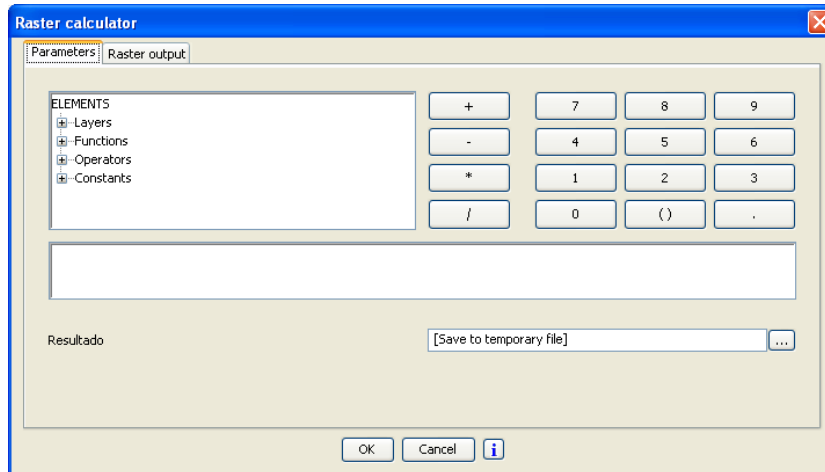 Raster calculator
Parameters Raster output
ELEMENTS
Layers
Functions
Operators
Constants
+ 7 8 9
- 4 5 6
* 1 2 3
/ 0 ( ) .
Resultado [Save to temporary file] ...
OK Cancel i